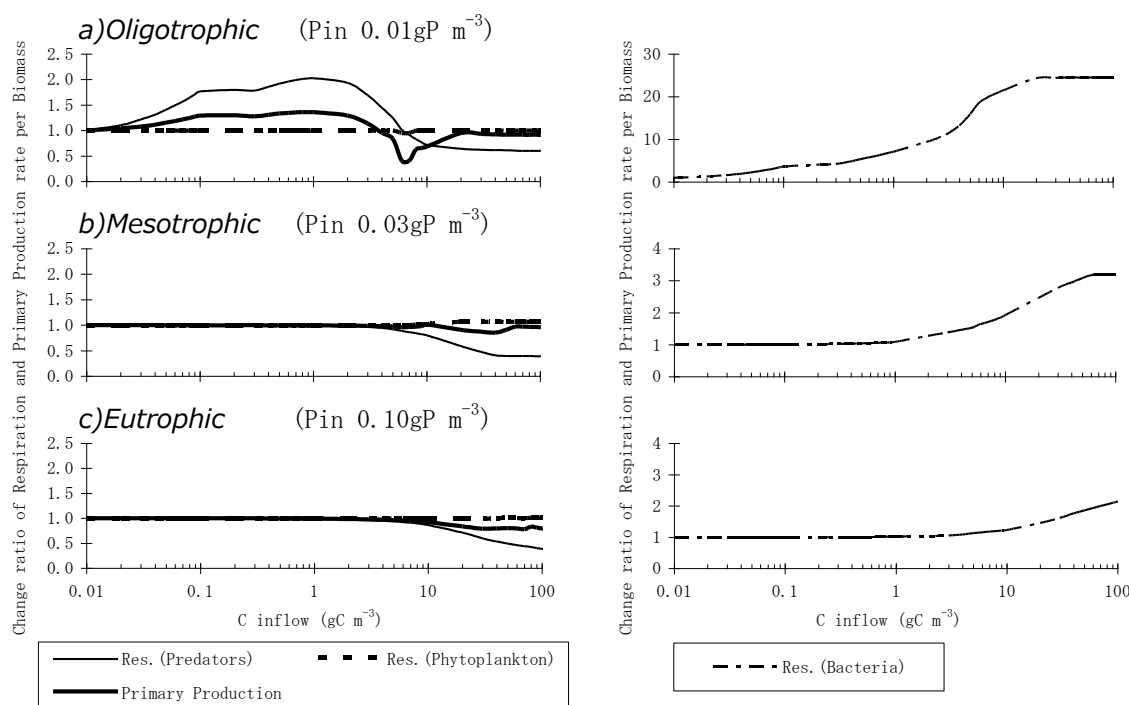 a)Oligotrophic (Pin 0.01gP m⁻³)
2.5
2.0
1.5
1.0
0.5
0.0
30
20
10
0
b)Mesotrophic (Pin 0.03gP m⁻³)
2.5
2.0
1.5
1.0
0.5
0.0
4
3
2
1
0
c)Eutrophic (Pin 0.10gP m⁻³)
2.5
2.0
1.5
1.0
0.5
0.0
0.01 0.1 1 10 100
C inflow (gC m⁻³)
4
3
2
1
0
0.01 0.1 1 10 100
C inflow (gC m⁻³)
Change ratio of Respiration and Primary Production rate per Biomass
Change ratio of Respiration and Primary Production rate per Biomass
Res.(Predators) Res.(Phytoplankton)
Primary Production
Res.(Bacteria)